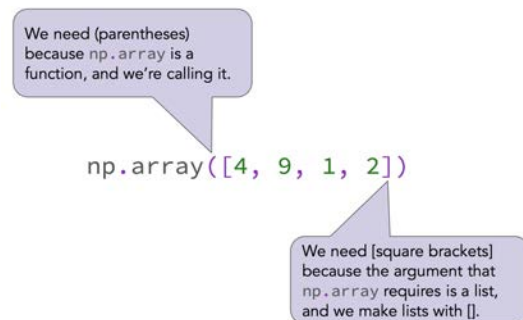 We need (parentheses)
because np.array is a
function, and we’re calling it.
np.array([4, 9, 1, 2])
We need [square brackets]
because the argument that
np.array requires is a list,
and we make lists with [].